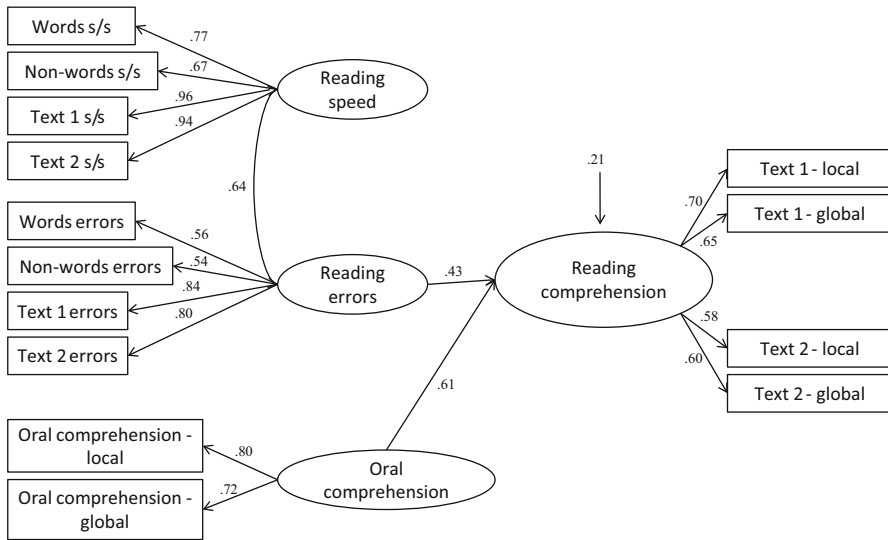 Words s/s
Non-words s/s
Text 1 s/s
Text 2 s/s
.77
.67
.96
.94
Reading
speed
.64
Words errors
Non-words errors
Text 1 errors
Text 2 errors
.56
.54
.84
.80
Reading
errors
.43
.21
Reading
comprehension
.70
.65
.58
.60
Text 1 - local
Text 1 - global
Text 2 - local
Text 2 - global
.61
Oral comprehension -
local
Oral comprehension -
global
.80
.72
Oral
comprehension